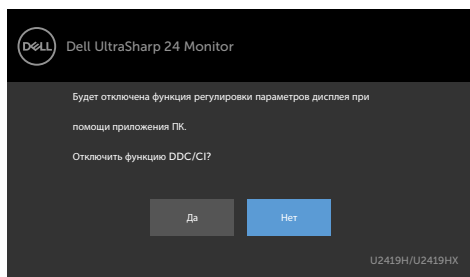 DELL
Dell UltraSharp 24 Monitor
Будет отключена функция регулировки параметров дисплея при
помощи приложения ПК.
Отключить функцию DDC/CI?
Да
Нет
U2419H/U2419HX